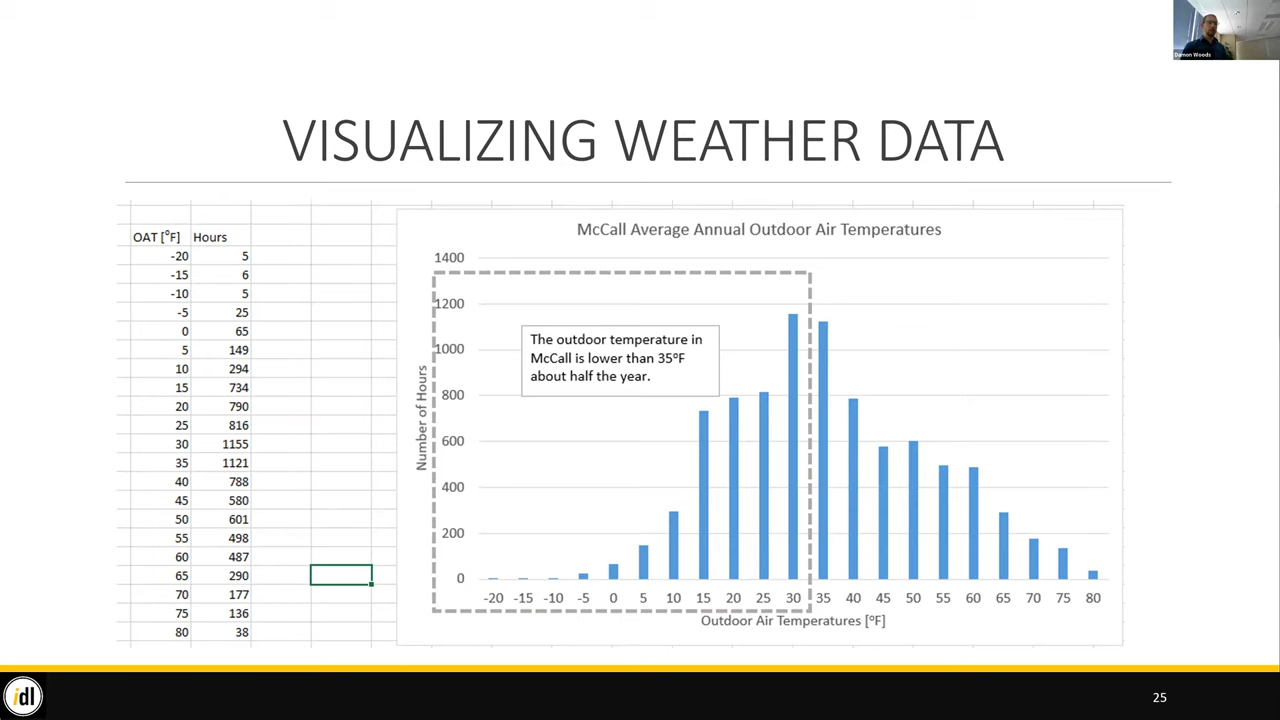 Damon Woods
VISUALIZING WEATHER DATA
OAT [°F] Hours
-20 5
-15 6
-10 5
-5 25
0 65
5 149
10 294
15 734
20 790
25 816
30 1155
35 1121
40 788
45 580
50 601
55 498
60 487
65 290
70 177
75 136
80 38
McCall Average Annual Outdoor Air Temperatures
Number of Hours
1400
1200
1000
800
600
400
200
0
The outdoor temperature in
McCall is lower than 35°F
about half the year.
-20 -15 -10 -5 0 5 10 15 20 25 30 35 40 45 50 55 60 65 70 75 80
Outdoor Air Temperatures [°F]
idl
25